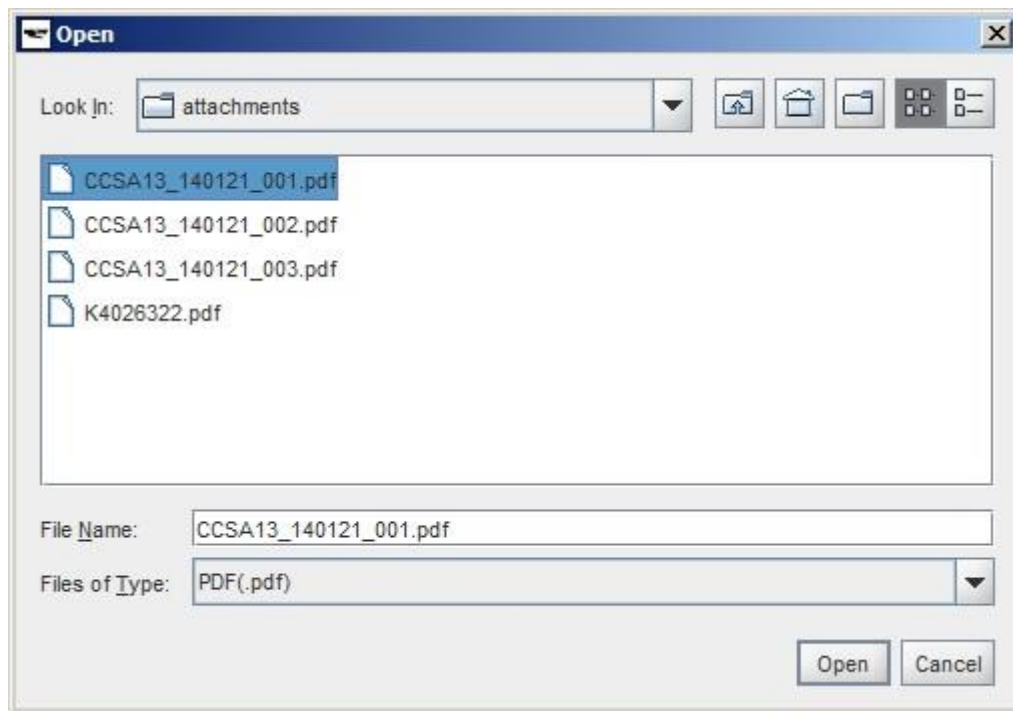 Open
Look In: attachments
CCSA13_140121_001.pdf
CCSA13_140121_002.pdf
CCSA13_140121_003.pdf
K4026322.pdf
File Name: CCSA13_140121_001.pdf
Files of Type: PDF(.pdf)
Open Cancel